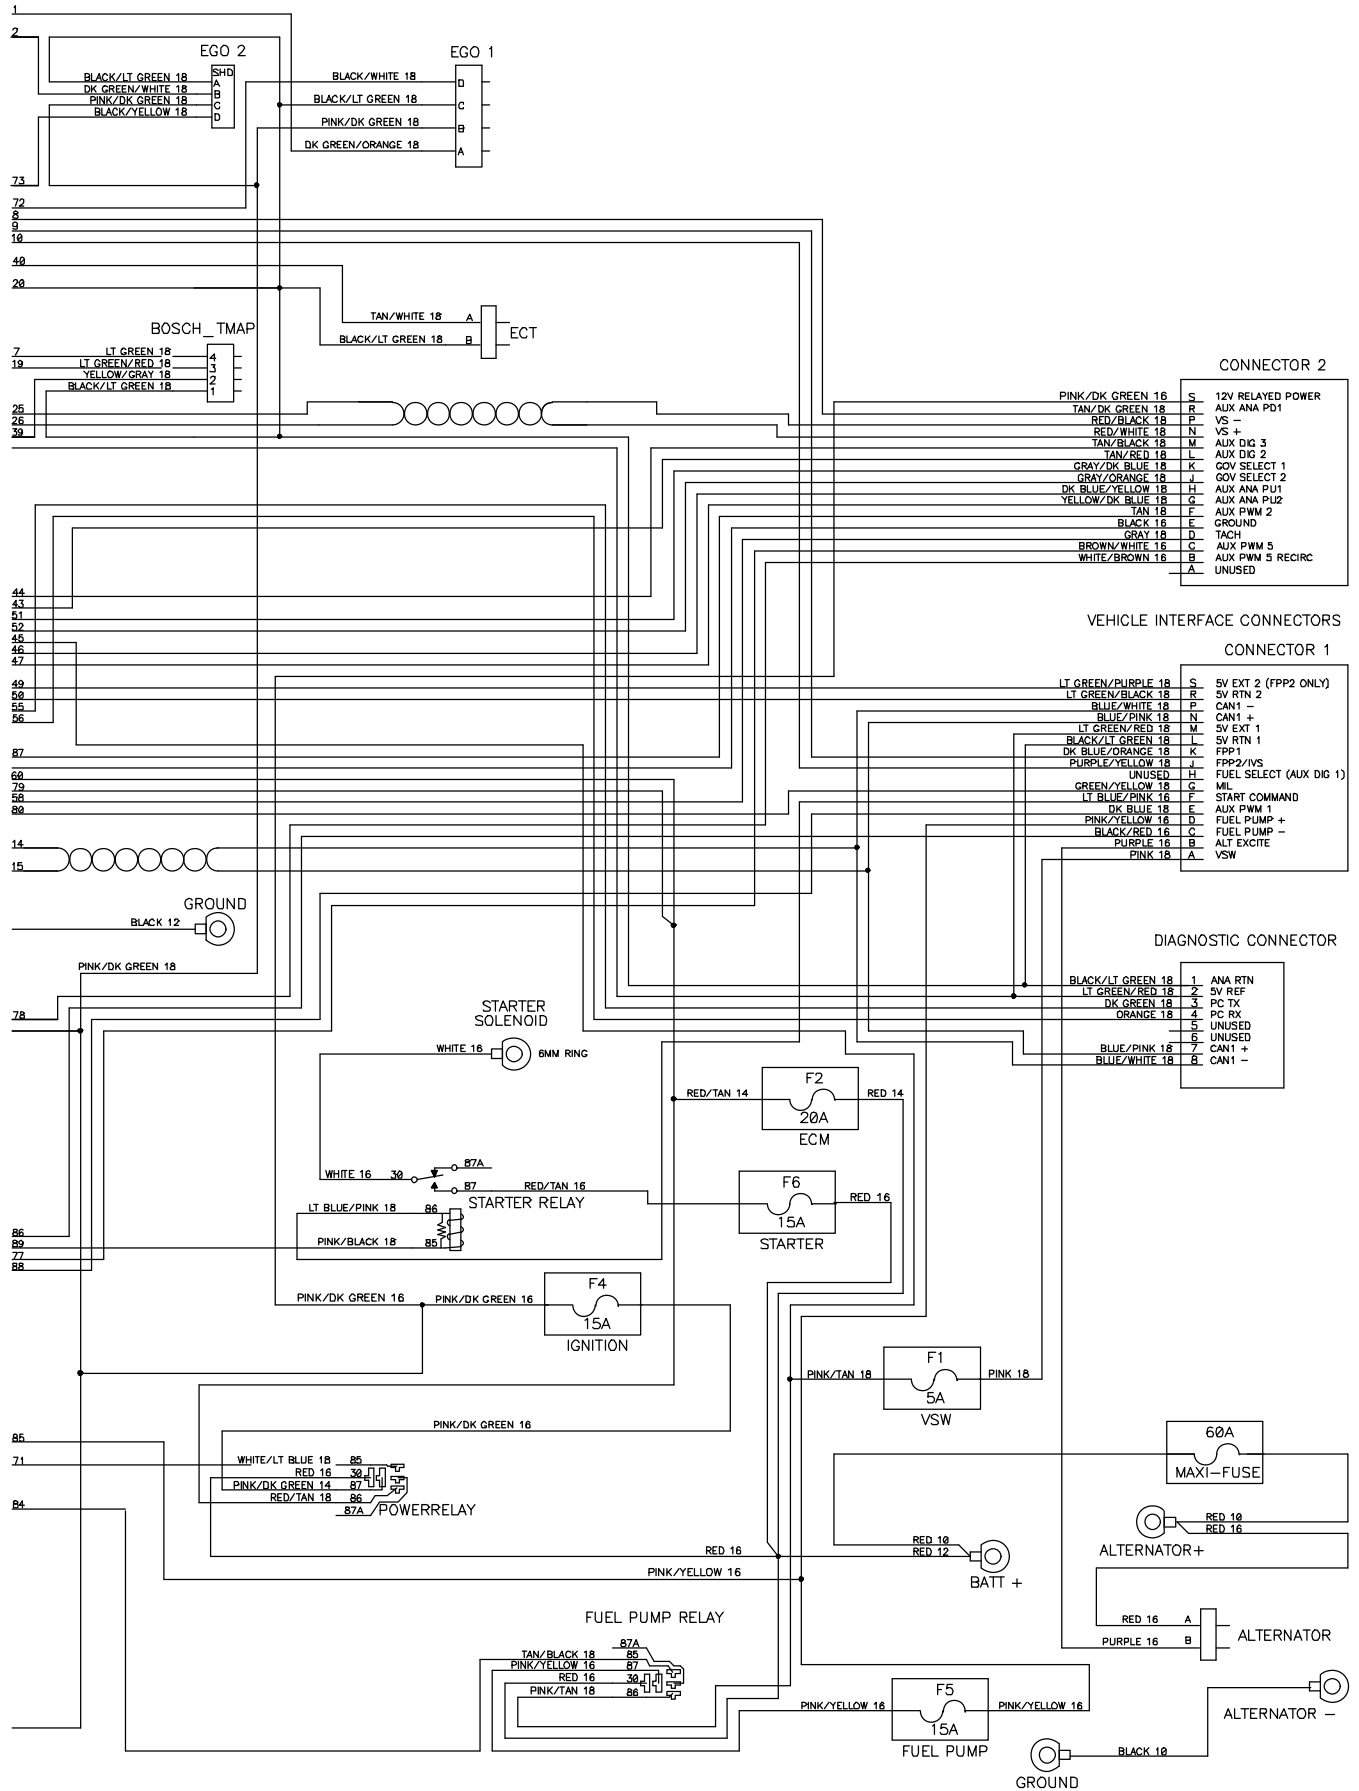 1
2
EGO 2
EGO 1
SHD
BLACK/LT GREEN 18 A
DK GREEN/WHITE 18 B
PINK/DK GREEN 18 C
BLACK/YELLOW 18 D
BLACK/WHITE 18 D
BLACK/LT GREEN 18 C
PINK/DK GREEN 18 B
DK GREEN/ORANGE 18 A
73
72
8
9
10
40
20
TAN/WHITE 18 A
BLACK/LT GREEN 18 B
ECT
BOSCH_TMAP
7
19
LT GREEN 18 4
LT GREEN/RED 18 3
YELLOW/GRAY 18 2
BLACK/LT GREEN 18 1
25
26
39
CONNECTOR 2
PINK/DK GREEN 16 S 12V RELAYED POWER
TAN/DK GREEN 18 R AUX ANA PD1
RED/BLACK 18 P VS -
RED/WHITE 18 N VS +
TAN/BLACK 18 M AUX DIG 3
TAN/RED 18 L AUX DIG 2
GRAY/DK BLUE 18 K GOV SELECT 1
GRAY/ORANGE 18 J GOV SELECT 2
DK BLUE/YELLOW 18 H AUX ANA PU1
YELLOW/DK BLUE 18 G AUX ANA PU2
TAN 18 F AUX PWM 2
BLACK 16 E GROUND
GRAY 18 D TACH
BROWN/WHITE 16 C AUX PWM 5
WHITE/BROWN 16 B AUX PWM 5 RECIRC
A UNUSED
44
43
51
52
45
46
47
49
50
55
56
87
60
79
58
80
14
15
VEHICLE INTERFACE CONNECTORS
CONNECTOR 1
LT GREEN/PURPLE 18 S 5V EXT 2 (FPP2 ONLY)
LT GREEN/BLACK 18 R 5V RTN 2
BLUE/WHITE 18 P CAN1 -
BLUE/PINK 18 N CAN1 +
LT GREEN/RED 18 M 5V EXT 1
BLACK/LT GREEN 18 L 5V RTN 1
DK BLUE/ORANGE 18 K FPP1
PURPLE/YELLOW 18 J FPP2/IVS
UNUSED H FUEL SELECT (AUX DIG 1)
GREEN/YELLOW 18 G MIL
LT BLUE/PINK 16 F START COMMAND
DK BLUE 18 E AUX PWM 1
PINK/YELLOW 16 D FUEL PUMP +
BLACK/RED 16 C FUEL PUMP -
PURPLE 16 B ALT EXCITE
PINK 18 A VSW
GROUND
BLACK 12
PINK/DK GREEN 18
78
DIAGNOSTIC CONNECTOR
BLACK/LT GREEN 18 1 ANA RTN
LT GREEN/RED 18 2 5V REF
DK GREEN 18 3 PC TX
ORANGE 18 4 PC RX
5 UNUSED
6 UNUSED
BLUE/PINK 18 7 CAN1 +
BLUE/WHITE 18 8 CAN1 -
STARTER
SOLENOID
WHITE 16
6MM RING
RED/TAN 14
F2
20A
ECM
RED 14
WHITE 16 30
87A
87
RED/TAN 16
STARTER RELAY
LT BLUE/PINK 18 86
PINK/BLACK 18 85
F6
15A
STARTER
RED 16
86
89
77
88
PINK/DK GREEN 16
PINK/DK GREEN 16
F4
15A
IGNITION
PINK/TAN 18
F1
5A
VSW
PINK 18
PINK/DK GREEN 16
85
71
84
WHITE/LT BLUE 18 85
RED 16 30
PINK/DK GREEN 14 87
RED/TAN 18 86
87A
POWERRELAY
60A
MAXI-FUSE
RED 10
RED 16
ALTERNATOR+
RED 16
RED 10
RED 12
BATT +
PINK/YELLOW 16
RED 16 A
PURPLE 16 B
ALTERNATOR
FUEL PUMP RELAY
87A
TAN/BLACK 18 85
PINK/YELLOW 16 87
RED 16 30
PINK/TAN 18 86
PINK/YELLOW 16
F5
15A
FUEL PUMP
PINK/YELLOW 16
ALTERNATOR -
BLACK 10
GROUND